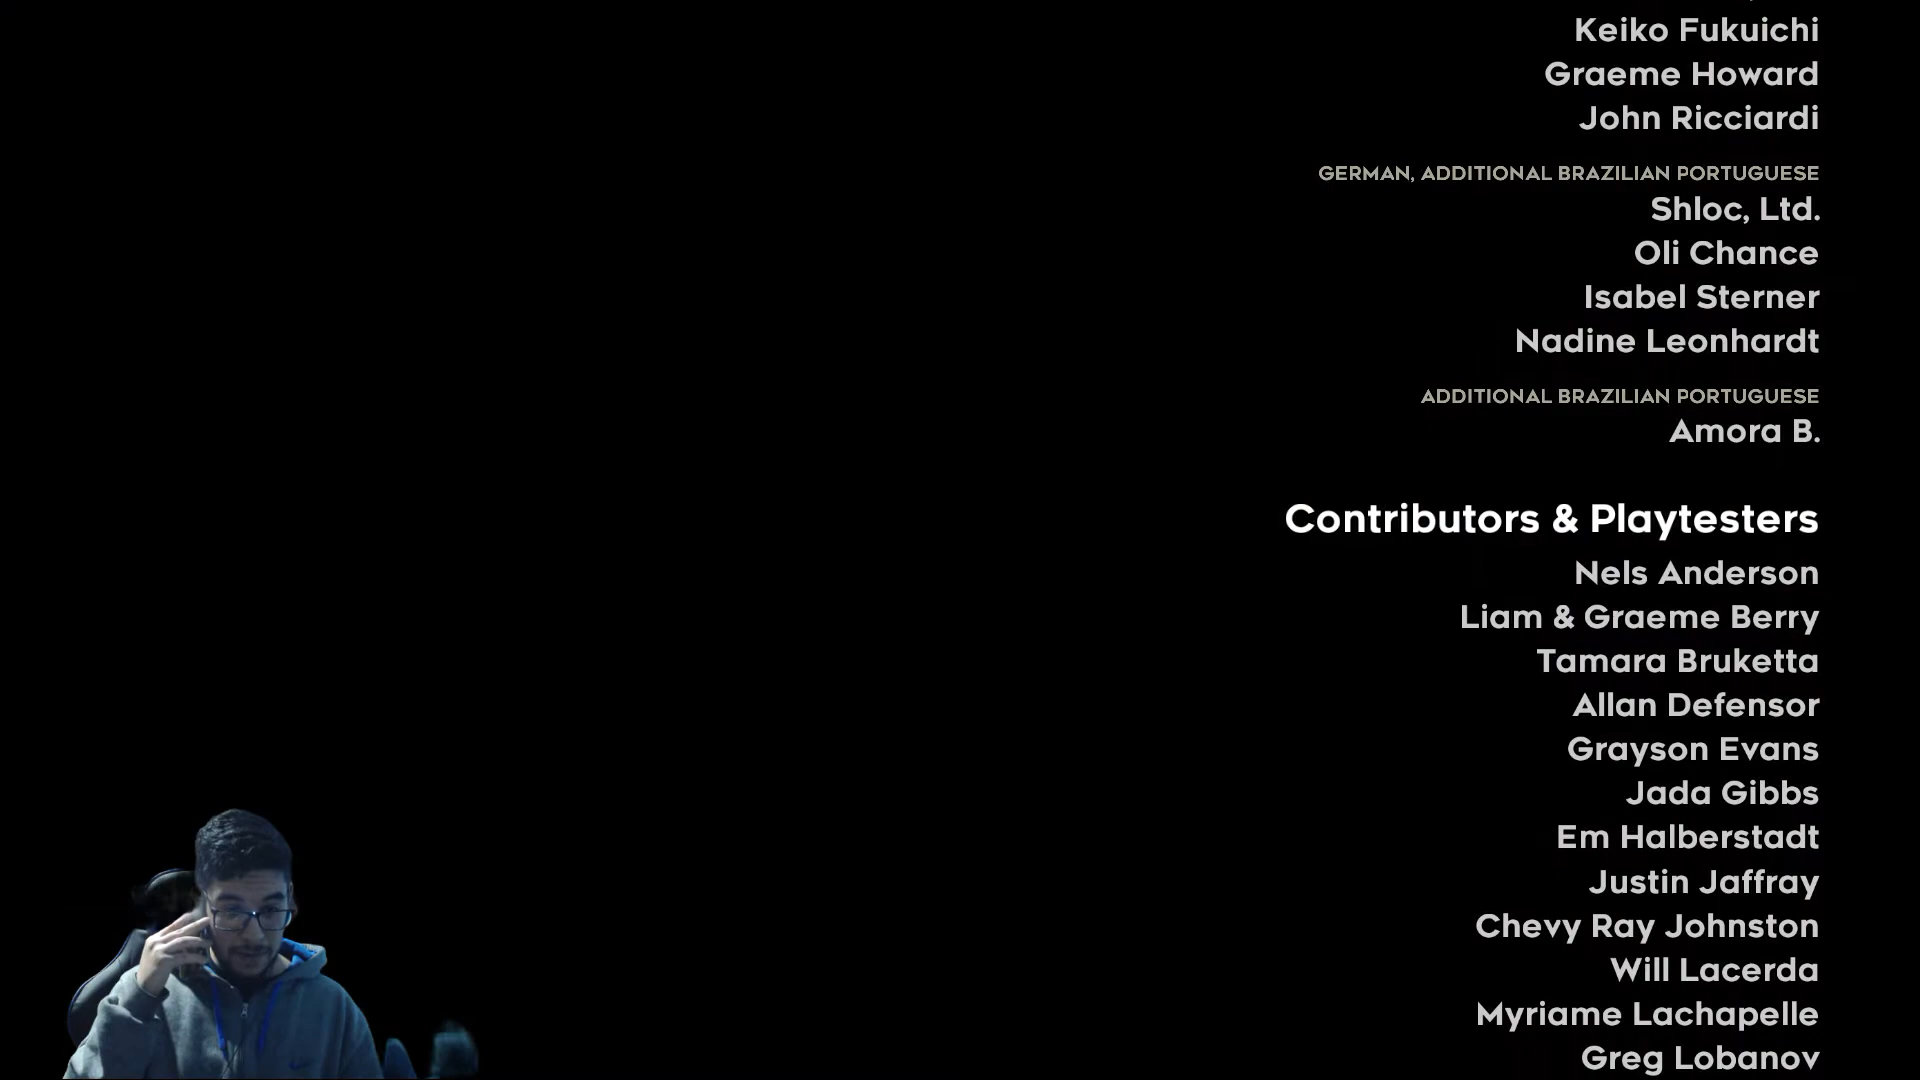 Keiko Fukuichi
Graeme Howard
John Ricciardi
GERMAN, ADDITIONAL BRAZILIAN PORTUGUESE
Shloc, Ltd.
Oli Chance
Isabel Sterner
Nadine Leonhardt
ADDITIONAL BRAZILIAN PORTUGUESE
Amora B.
Contributors & Playtesters
Nels Anderson
Liam & Graeme Berry
Tamara Bruketta
Allan Defensor
Grayson Evans
Jada Gibbs
Em Halberstadt
Justin Jaffray
Chevy Ray Johnston
Will Lacerda
Myriame Lachapelle
Greg Lobanov